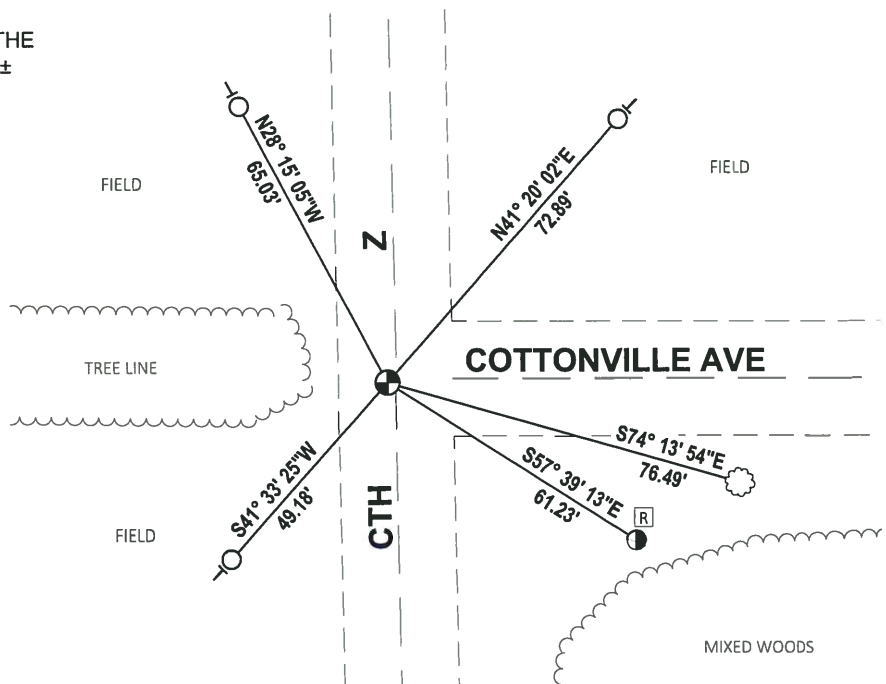 THE
±
N28° 15' 05"W
65.03'
N41° 20' 02"E
72.89'
FIELD
FIELD
Z
TREE LINE
COTTONVILLE AVE
S41° 33' 25"W
49.18'
S74° 13' 54"E
76.49'
S57° 39' 13"E
61.23'
R
CTH
FIELD
MIXED WOODS